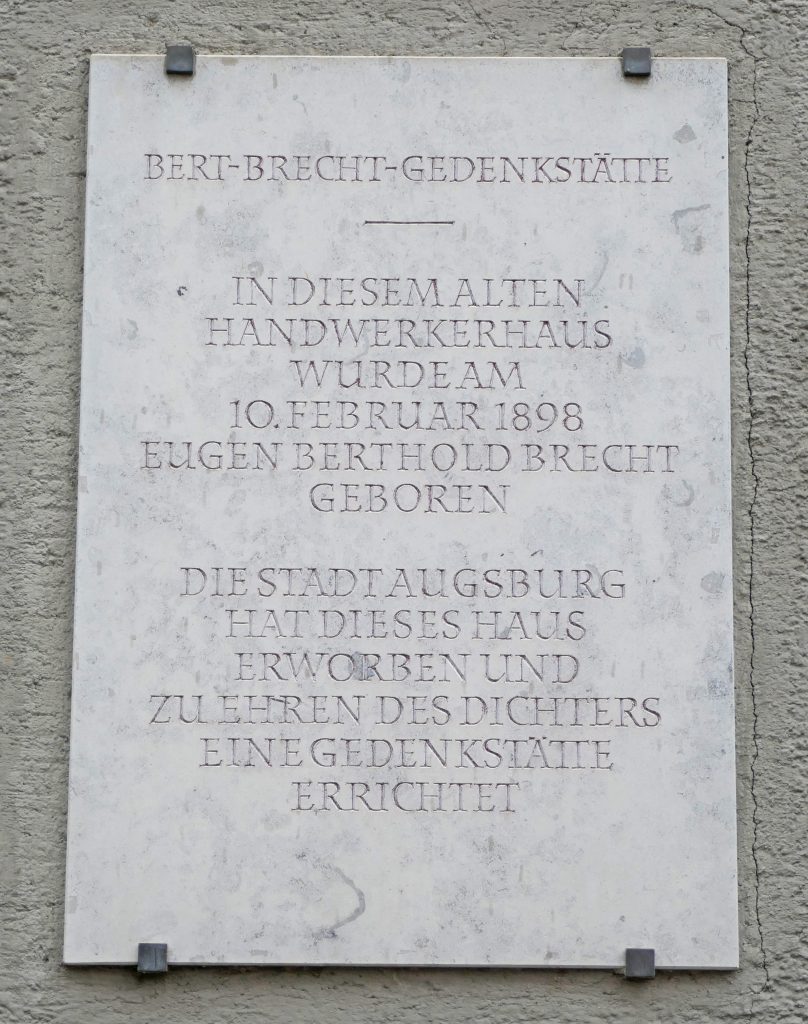 BERT-BRECHT-GEDENKSTÄTTE
IN DIESEM ALTEN
HANDWERKERHAUS
WURDE AM
10. FEBRUAR 1898
EUGEN BERTHOLD BRECHT
GEBOREN
DIE STADT AUGSBURG
HAT DIESES HAUS
ERWORBEN UND
ZU EHREN DES DICHTERS
EINE GEDENKSTÄTTE
ERRICHTET